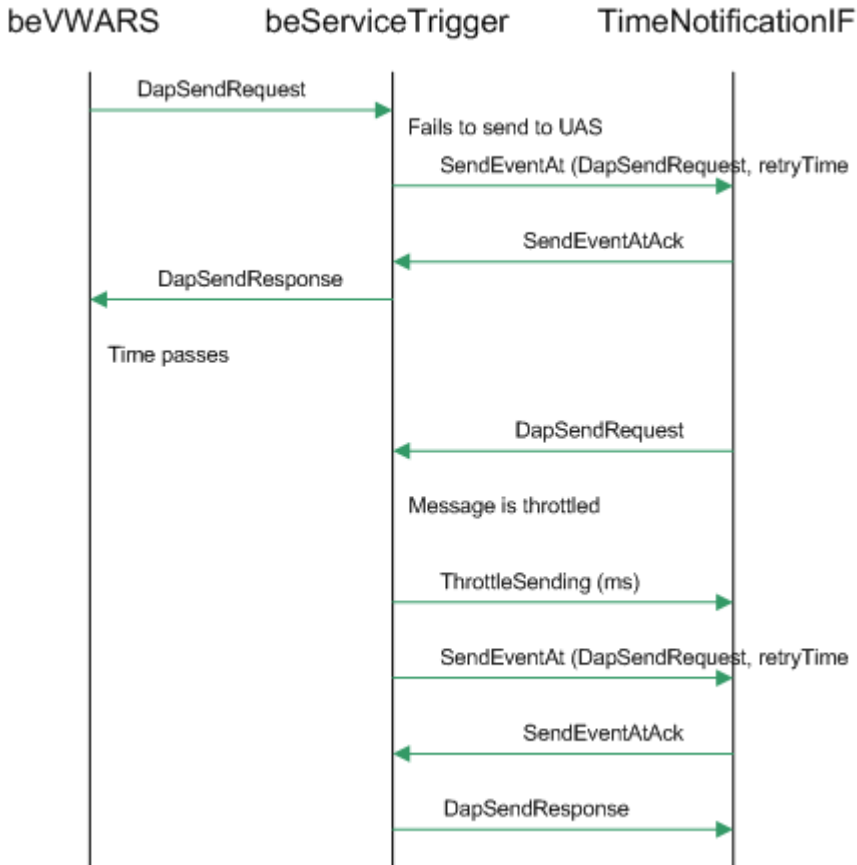 beVWARS beServiceTrigger TimeNotificationIF
DapSendRequest
Fails to send to UAS
SendEventAt (DapSendRequest, retryTime
SendEventAtAck
DapSendResponse
Time passes
DapSendRequest
Message is throttled
ThrottleSending (ms)
SendEventAt (DapSendRequest, retryTime
SendEventAtAck
DapSendResponse